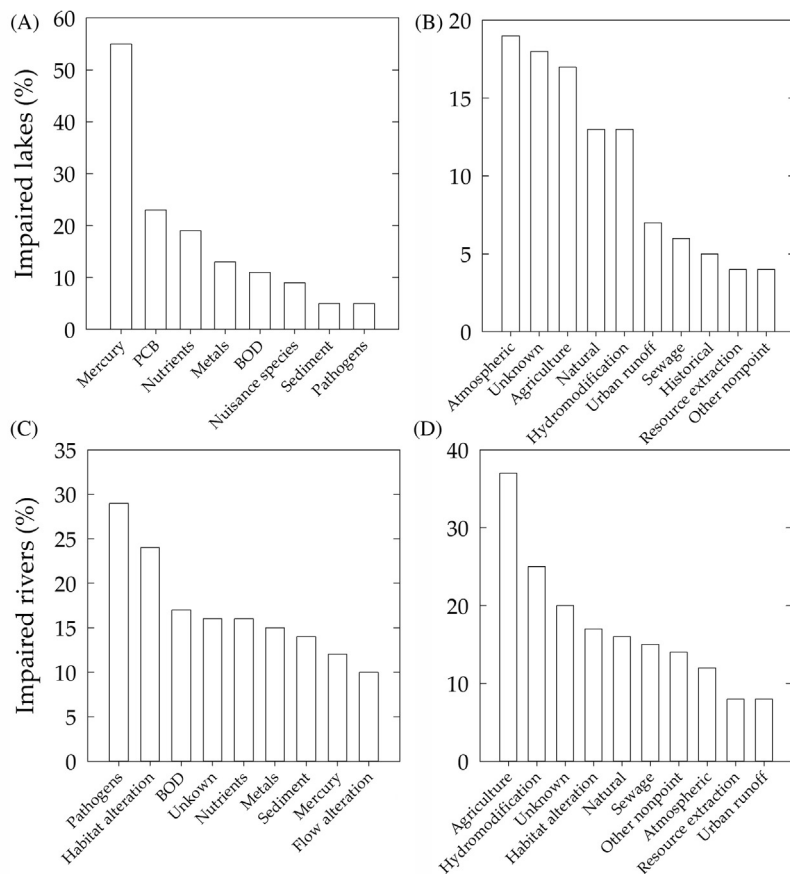 (A)
Impaired lakes (%)
60
50
40
30
20
10
0
Mercury
PCB
Nutrients
Metals
BOD
Nuisance species
Sediment
Pathogens
(B)
20
15
10
5
0
Atmospheric
Unknown
Agriculture
Natural
Hydromodification
Urban runoff
Sewage
Historical
Resource extraction
Other nonpoint
(C)
Impaired rivers (%)
35
30
25
20
15
10
5
0
Pathogens
Habitat alteration
BOD
Unkown
Nutrients
Metals
Sediment
Mercury
Flow alteration
(D)
40
30
20
10
0
Agriculture
Hydromodification
Unknown
Habitat alteration
Natural
Sewage
Other nonpoint
Atmospheric
Resource extraction
Urban runoff